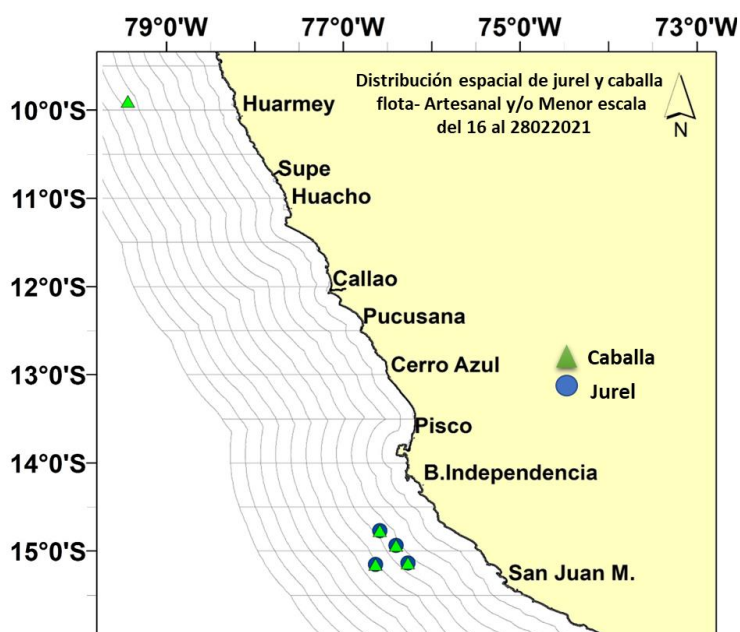 79°0'W 77°0'W 75°0'W 73°0'W
Distribución espacial de jurel y caballa
flota- Artesanal y/o Menor escala
del 16 al 28022021
N
10°0'S
Huarmey
Supe
11°0'S
Huacho
12°0'S
Callao
Pucusana
13°0'S
Cerro Azul
Caballa
Jurel
Pisco
14°0'S
B.Independencia
15°0'S
San Juan M.